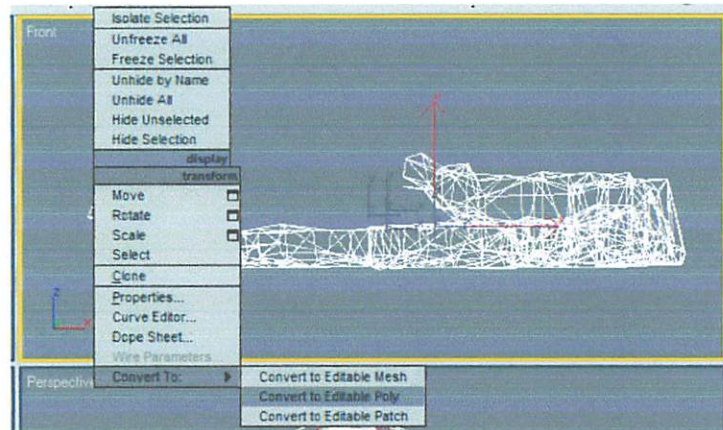 Front
Isolate Selection
Unfreeze All
Freeze Selection
Unhide by Name
Unhide All
Hide Unselected
Hide Selection
display
transform
Move
Rotate
Scale
Select
Clone
Properties...
Curve Editor...
Dope Sheet...
Wire Parameters
Convert To:
Convert to Editable Mesh
Convert to Editable Poly
Convert to Editable Patch
Perspective
z
x